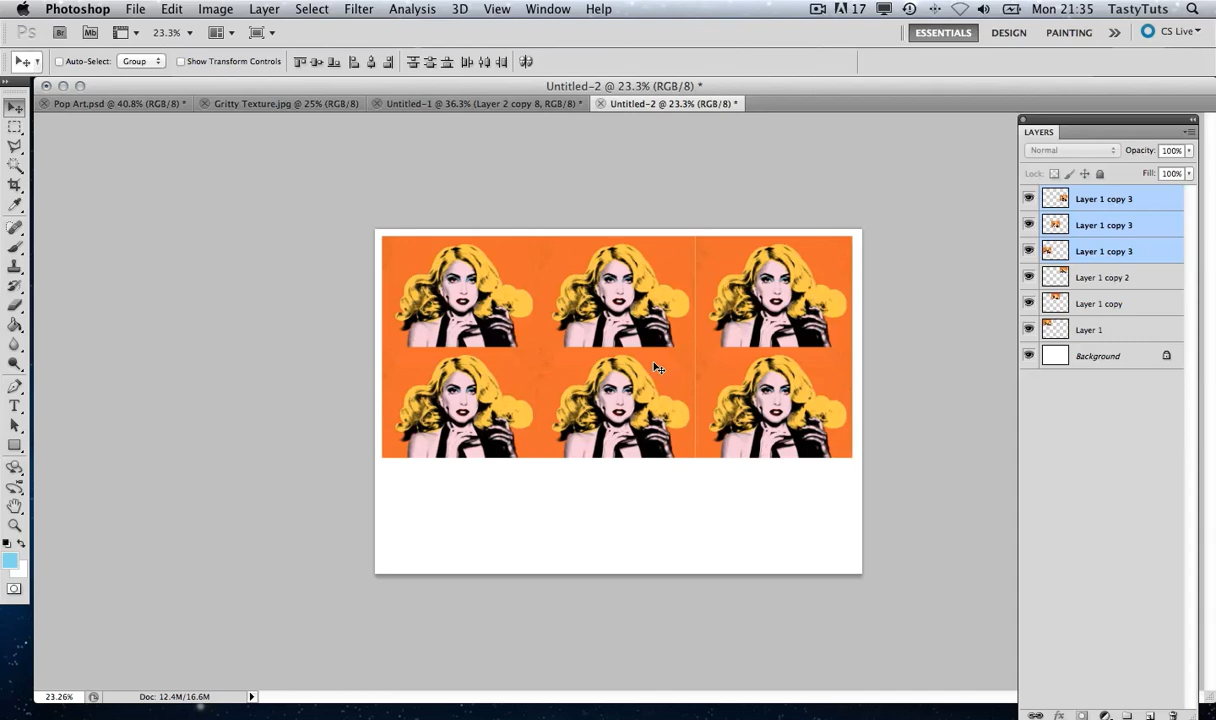 Photoshop File Edit Image Layer Select Filter Analysis 3D View Window Help 17 Mon 21:35 TastyTuts
Ps Br Mb 23.3% ESSENTIALS DESIGN PAINTING >> CS Live
Auto-Select: Group Show Transform Controls
Untitled-2 @ 23.3% (RGB/8) *
Pop Art.psd @ 40.8% (RGB/8) * Gritty Texture.jpg @ 25% (RGB/8) Untitled-1 @ 36.3% (Layer 2 copy 8, RGB/8) * Untitled-2 @ 23.3% (RGB/8) *
LAYERS
Normal Opacity: 100%
Lock: Fill: 100%
Layer 1 copy 3
Layer 1 copy 3
Layer 1 copy 3
Layer 1 copy 2
Layer 1 copy
Layer 1
Background
23.26% Doc: 12.4M/16.6M